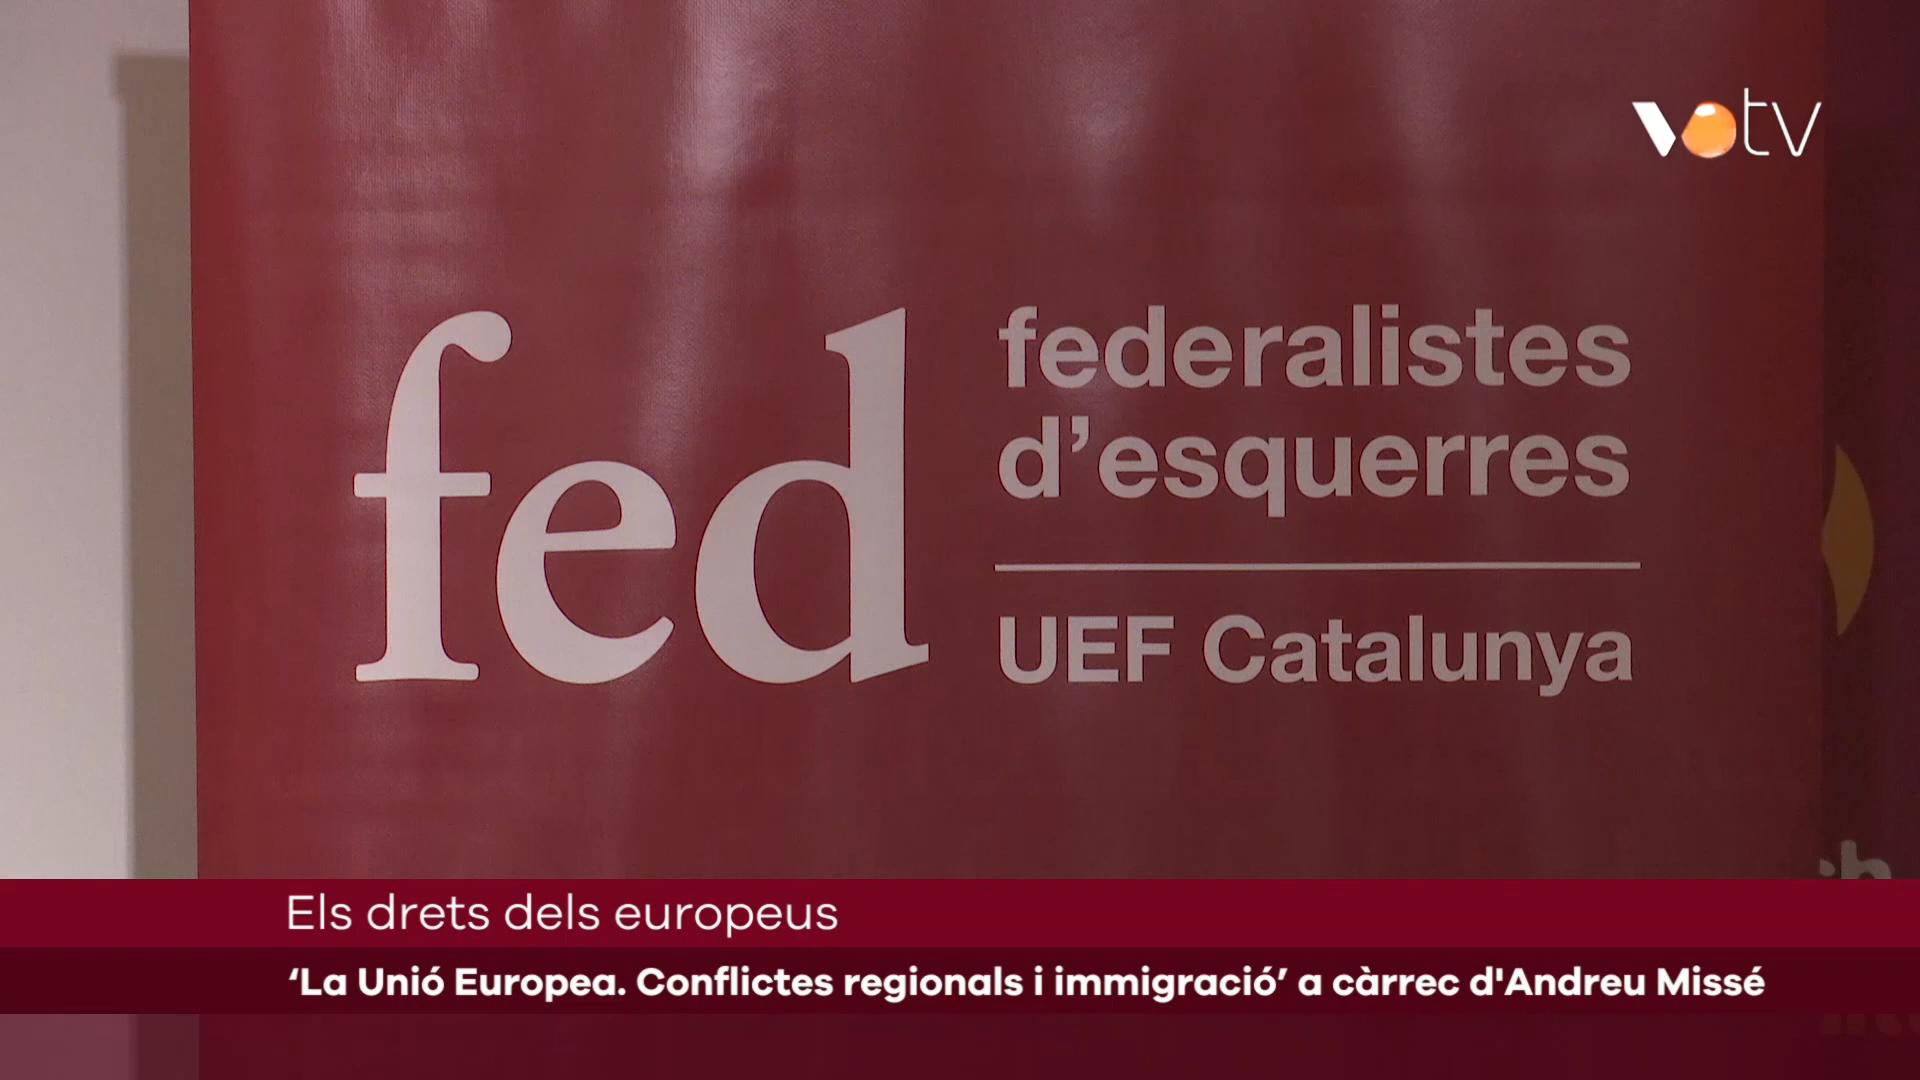 votv
fed
federalistes
d’esquerres
UEF Catalunya
Els drets dels europeus
‘La Unió Europea. Conflictes regionals i immigració’ a càrrec d'Andreu Missé